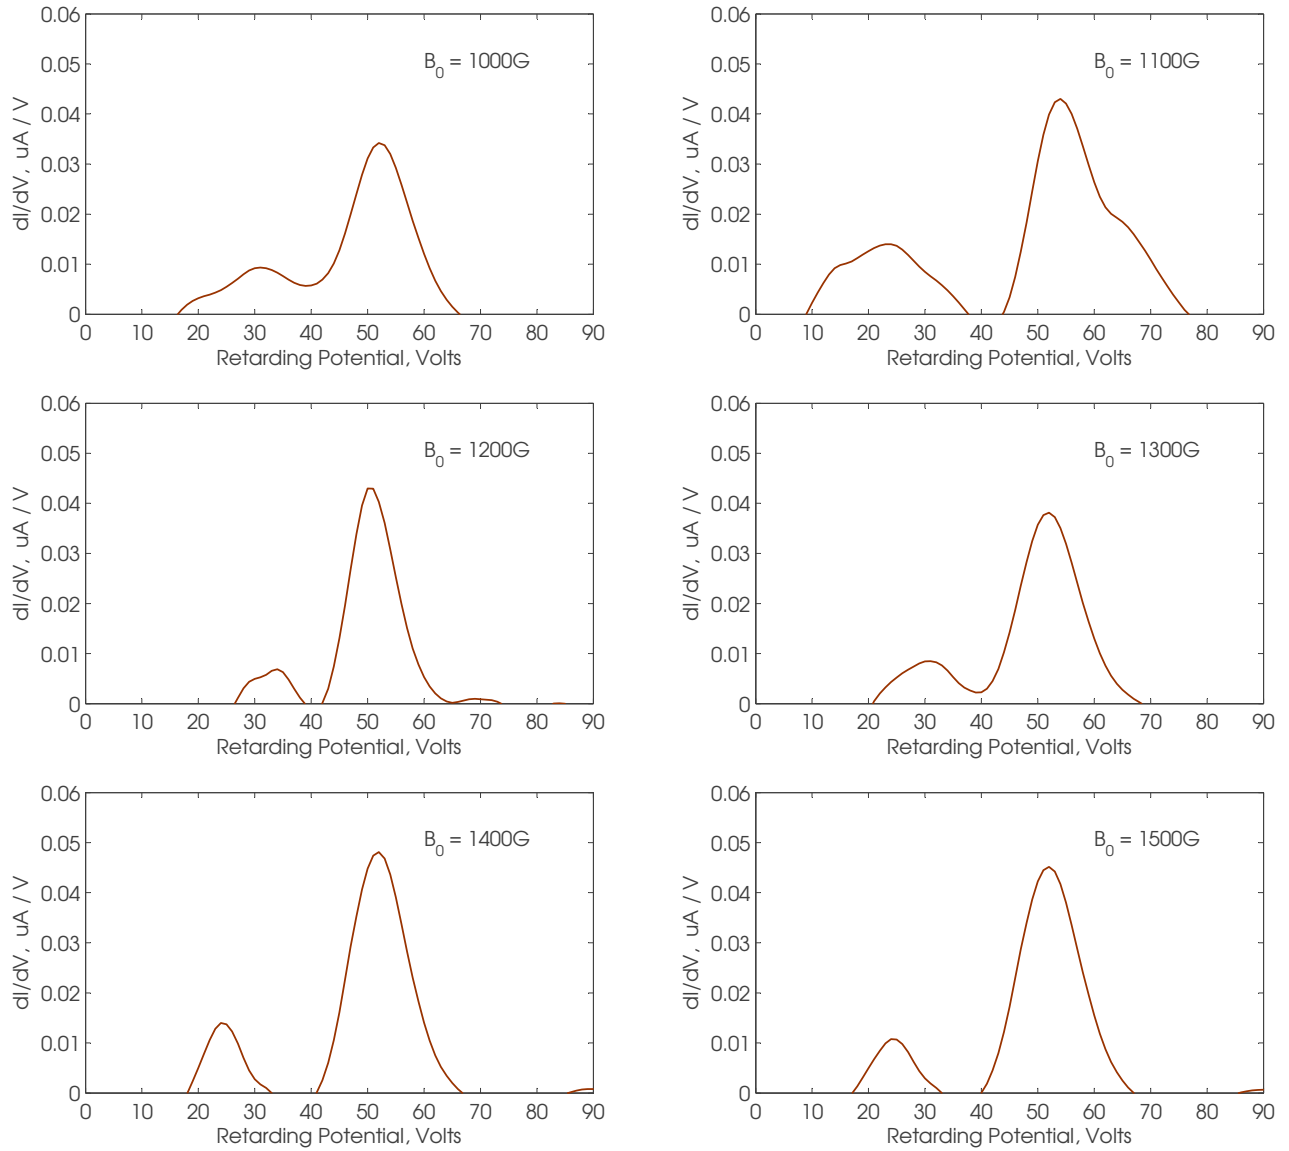 0.06
0.05
0.04
0.03
0.02
0.01
0
dI/dV, uA / V
B₀ = 1000G
0 10 20 30 40 50 60 70 80 90
Retarding Potential, Volts
0.06
0.05
0.04
0.03
0.02
0.01
0
dI/dV, uA / V
B₀ = 1100G
0 10 20 30 40 50 60 70 80 90
Retarding Potential, Volts
0.06
0.05
0.04
0.03
0.02
0.01
0
dI/dV, uA / V
B₀ = 1200G
0 10 20 30 40 50 60 70 80 90
Retarding Potential, Volts
0.06
0.05
0.04
0.03
0.02
0.01
0
dI/dV, uA / V
B₀ = 1300G
0 10 20 30 40 50 60 70 80 90
Retarding Potential, Volts
0.06
0.05
0.04
0.03
0.02
0.01
0
dI/dV, uA / V
B₀ = 1400G
0 10 20 30 40 50 60 70 80 90
Retarding Potential, Volts
0.06
0.05
0.04
0.03
0.02
0.01
0
dI/dV, uA / V
B₀ = 1500G
0 10 20 30 40 50 60 70 80 90
Retarding Potential, Volts